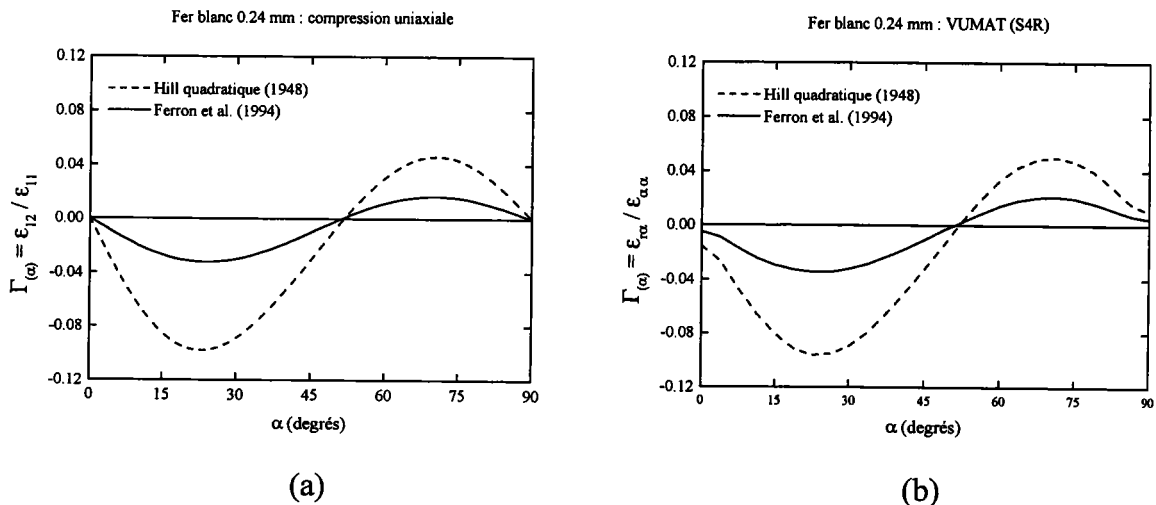 Fer blanc 0.24 mm : compression uniaxiale
0.12
0.08
0.04
0.00
-0.04
-0.08
-0.12
Hill quadratique (1948)
Ferron et al. (1994)
Γ(α) = ε12 / ε11
0 15 30 45 60 75 90
α (degrés)
(a)
Fer blanc 0.24 mm : VUMAT (S4R)
0.12
0.08
0.04
0.00
-0.04
-0.08
-0.12
Hill quadratique (1948)
Ferron et al. (1994)
Γ(α) = εrα / εαα
0 15 30 45 60 75 90
α (degrés)
(b)